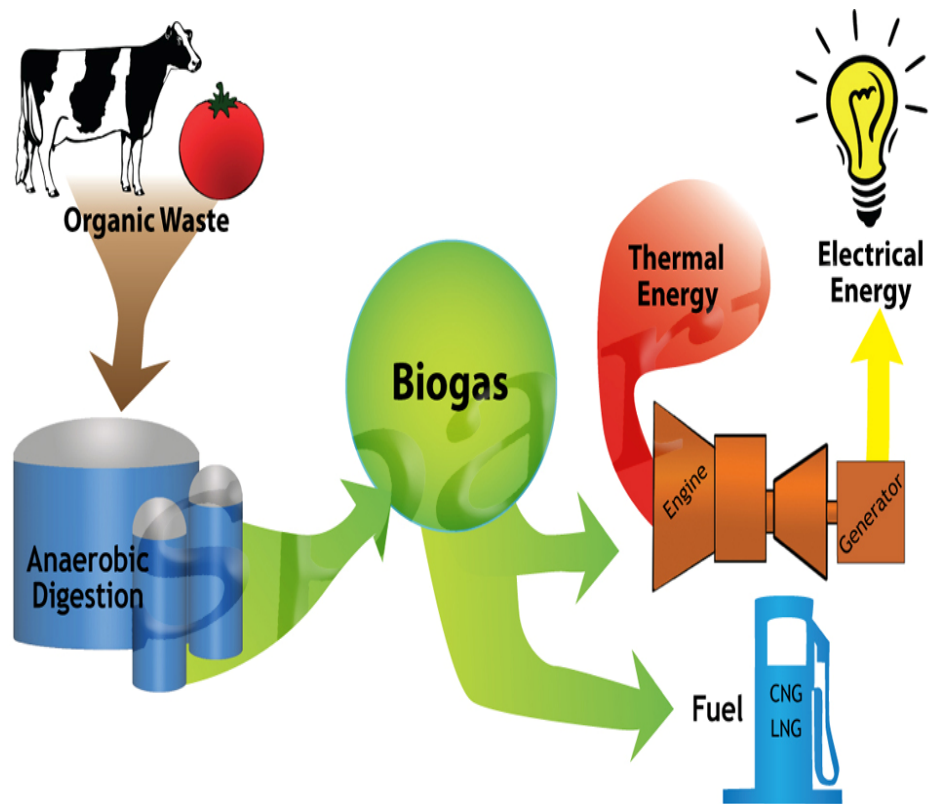 Organic Waste
Anaerobic
Digestion
Biogas
Thermal
Energy
Electrical
Energy
Engine
Generator
Fuel
CNG
LNG